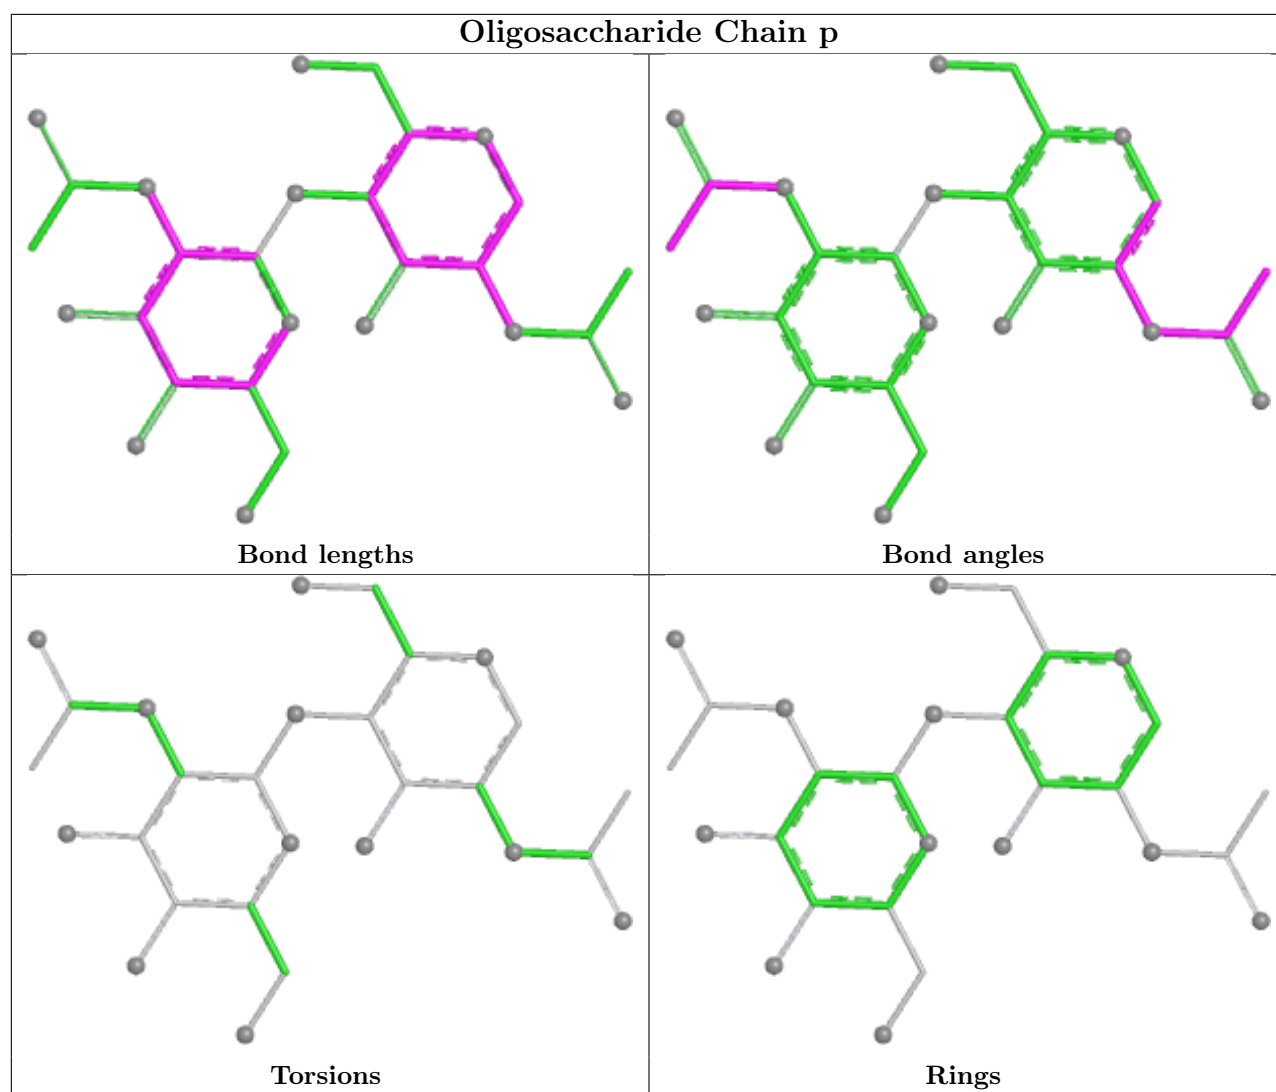 Oligosaccharide Chain p
Bond lengths
Bond angles
Torsions
Rings